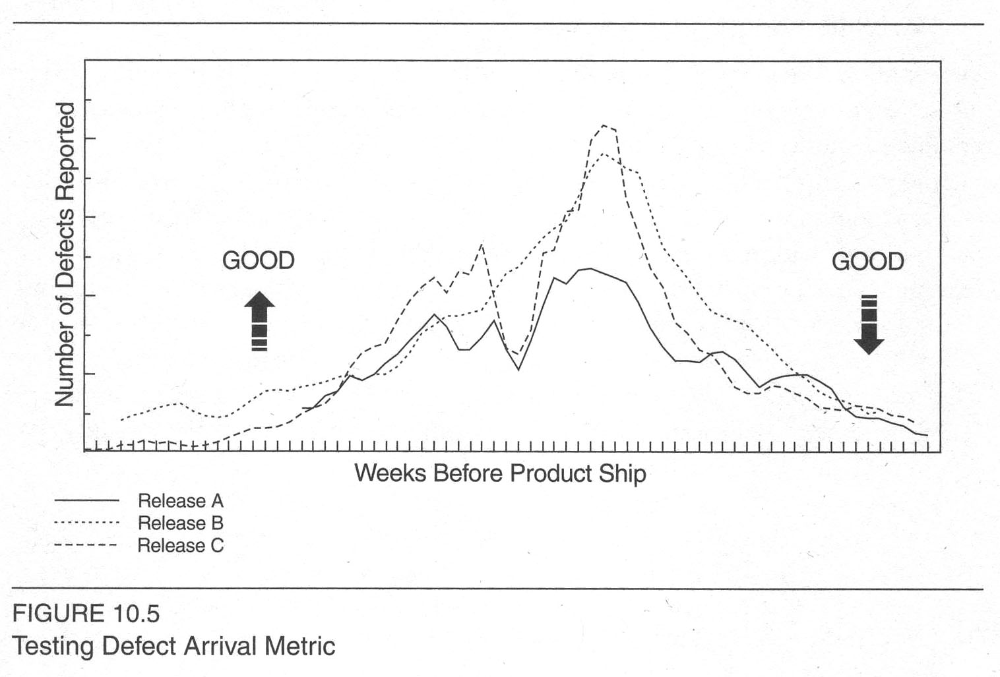 Number of Defects Reported
GOOD
GOOD
Weeks Before Product Ship
Release A
Release B
Release C
FIGURE 10.5
Testing Defect Arrival Metric